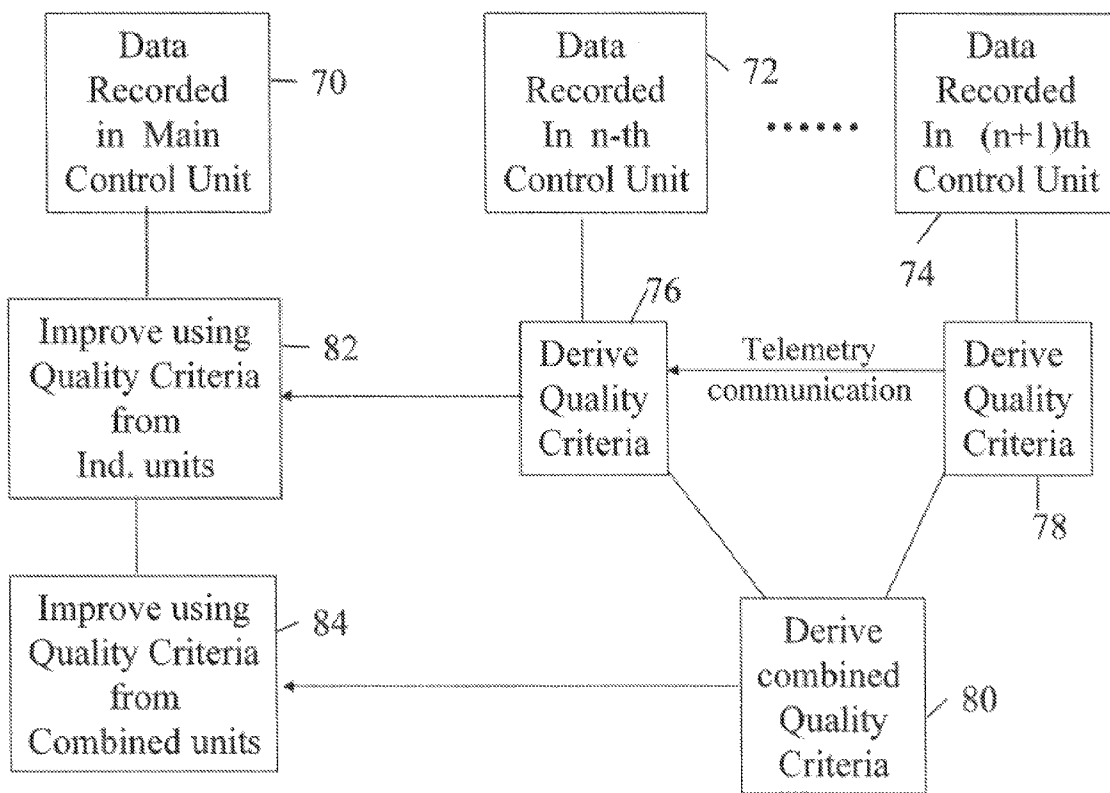 Data
Recorded
in Main
Control Unit
70
Data
Recorded
In n-th
Control Unit
72
......
Data
Recorded
In (n+1)th
Control Unit
74
Improve using
Quality Criteria
from
Ind. units
82
76
Derive
Quality
Criteria
Telemetry
communication
Derive
Quality
Criteria
78
Improve using
Quality Criteria
from
Combined units
84
Derive
combined
Quality
Criteria
80